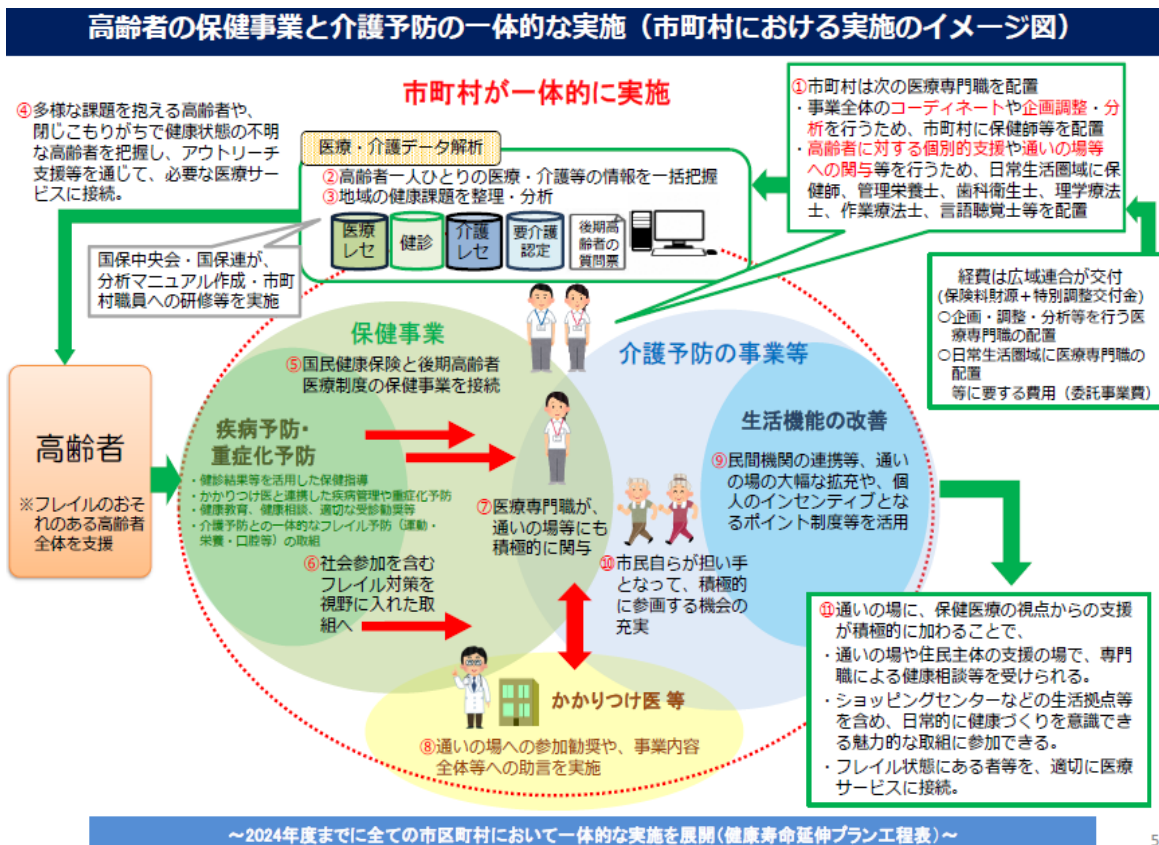 高齢者の保健事業と介護予防の一体的な実施（市町村における実施のイメージ図）
市町村が一体的に実施
④多様な課題を抱える高齢者や、
閉じこもりがちで健康状態の不明
な高齢者を把握し、アウトリーチ
支援等を通じて、必要な医療サー
ビスに接続。
医療・介護データ解析
②高齢者一人ひとりの医療・介護等の情報を一括把握
③地域の健康課題を整理・分析
医療
レセ
健診
介護
レセ
要介護
認定
後期高
齢者の
質問票
①市町村は次の医療専門職を配置
・事業全体のコーディネートや企画調整・分
析を行うため、市町村に保健師等を配置
・高齢者に対する個別的支援や通いの場等
への関与等を行うため、日常生活圏域に保
健師、管理栄養士、歯科衛生士、理学療法
士、作業療法士、言語聴覚士等を配置
国保中央会・国保連が、
分析マニュアル作成・市町
村職員への研修等を実施
経費は広域連合が交付
(保険料財源＋特別調整交付金)
○企画・調整・分析等を行う医
療専門職の配置
○日常生活圏域に医療専門職の
配置
等に要する費用（委託事業費）
高齢者
※フレイルのおそ
れのある高齢者
全体を支援
保健事業
⑤国民健康保険と後期高齢者
医療制度の保健事業を接続
疾病予防・
重症化予防
・健診結果等を活用した保健指導
・かかりつけ医と連携した疾病管理や重症化予防
・健康教育、健康相談、適切な受診勧奨等
・介護予防との一体的なフレイル予防（運動・
栄養・口腔等）の取組
⑥社会参加を含む
フレイル対策を
視野に入れた取
組へ
⑦医療専門職が、
通いの場等にも
積極的に関与
介護予防の事業等
生活機能の改善
⑨民間機関の連携等、通い
の場の大幅な拡充や、個
人のインセンティブとな
るポイント制度等を活用
⑩市民自らが担い手
となって、積極的
に参画する機会の
充実
かかりつけ医 等
⑧通いの場への参加勧奨や、事業内容
全体等への助言を実施
⑪通いの場に、保健医療の視点からの支援
が積極的に加わることで、
・通いの場や住民主体の支援の場で、専門
職による健康相談等を受けられる。
・ショッピングセンターなどの生活拠点等
を含め、日常的に健康づくりを意識でき
る魅力的な取組に参加できる。
・フレイル状態にある者等を、適切に医療
サービスに接続。
～2024年度までに全ての市区町村において一体的な実施を展開(健康寿命延伸プラン工程表)～
5